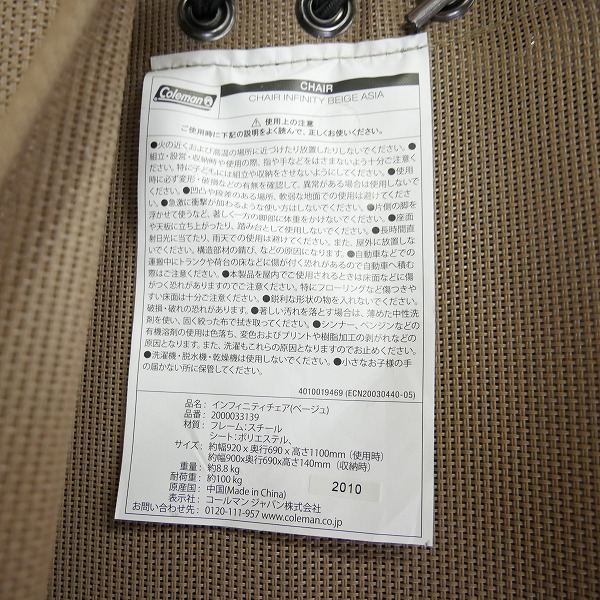 Coleman
CHAIR
CHAIR INFINITY BEIGE ASIA
使用上の注意
ご使用時に下記の説明をよく読んで、正しくお使いください。
●火の近くおよび高温の場所に近づけたり放置したりしないでください。●
組立・設営・収納時や使用の際、指や手などをはさまないよう十分ご注意く
ださい。特に子どもには組立や収納をさせないようにしてください。●使用
時に必ず変形・破損などの有無を確認して、異常がある場合は使用しない
でください。●凹凸や段差のある場所、軟弱な地面での使用は避けてくださ
い。●急激に衝撃が加わるような使い方はしないでください。●片側の脚を
浮かせて使うなど、著しく一方の脚部に体重をかけないでください。●座面
や天板に立ち上がったり、踏み台として使用しないでください。●長時間直
射日光に当てたり、雨天での使用は避けてください。また、屋外に放置しな
いでください。構造部材の錆び、などの原因になります。●自動車などでの
運搬中にトランクや荷台の床などに傷が付く恐れがあるので自動車へ積む
際はご注意ください。●本製品を屋内でご使用されるときは床面などに傷
がつく恐れがありますのでご注意ください。特にフローリングなど傷つきや
すい床面は十分ご注意ください。●鋭利な形状の物を入れないでください。
破損・破れの恐れがあります。●著しい汚れを落とす場合は、薄めた中性洗
剤を使い、固く絞った布で拭き取ってください。●シンナー、ベンジンなどの
有機溶剤の使用は色落ち、変色およびプリントや樹脂加工の剥がれなどの
原因となります。また、洗濯もこれらの原因となりますのでお止めください。
●洗濯機・脱水機・乾燥機は使用しないでください。●小さなお子様の手
の届かない所に保管してください。
4010019469 (ECN20030440-05)
品名：インフィニティチェア(ベージュ)
品番：2000033139
材質：フレーム：スチール
シート：ポリエステル、
サイズ：約幅920 x 奥行690 x 高さ1100mm（使用時）
約幅900x奥行690x高さ140mm（収納時）
重量：約8.8 kg
耐荷重：約100 kg
原産国：中国(Made in China)
表示社：コールマン ジャパン株式会社
お問い合わせ先：0120-111-957 www.coleman.co.jp
2010